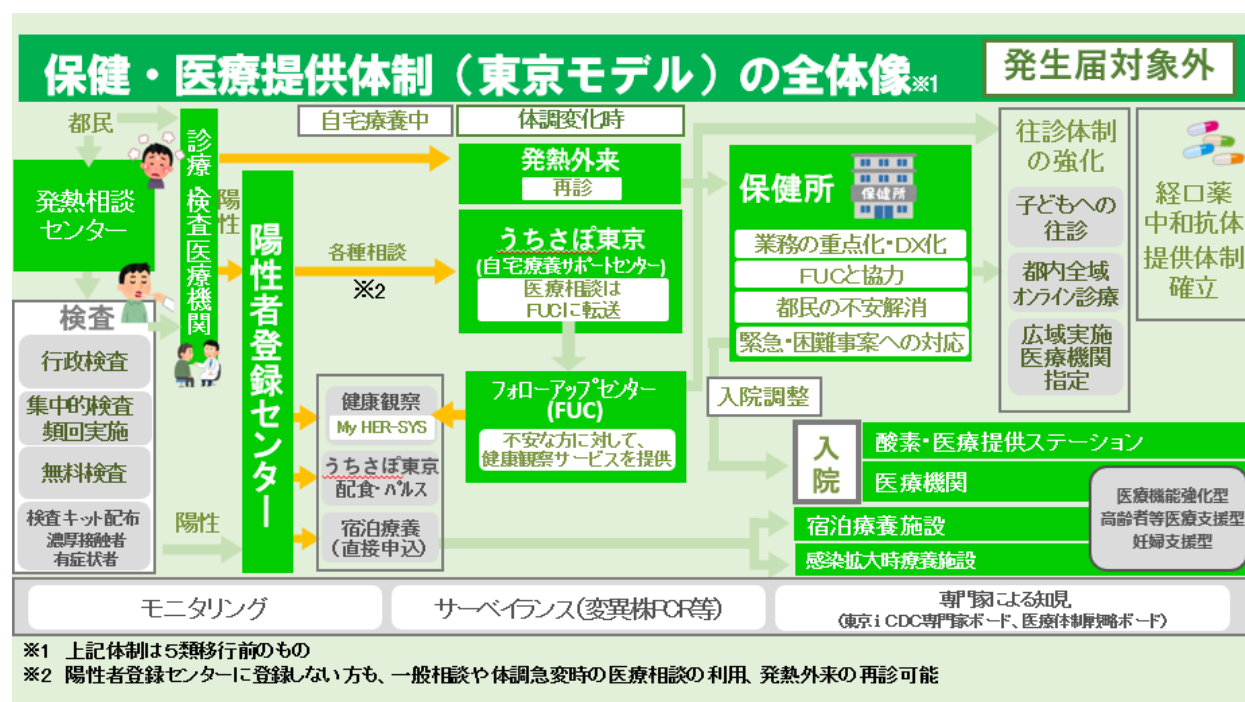 保健・医療提供体制（東京モデル）の全体像※1
発生届対象外
都民
発熱相談
センター
診療・検査医療機関
陽性
検査
行政検査
集中的検査
頻回実施
無料検査
検査キット配布
濃厚接触者
有症状者
陽性
陽性者登録センター
自宅療養中
体調変化時
各種相談
※2
発熱外来
再診
うちさぽ東京
(自宅療養サポートセンター)
医療相談は
FUCに転送
フォローアップセンター
(FUC)
不安な方に対して、
健康観察サービスを提供
健康観察
My HER-SYS
うちさぽ東京
配食・パルス
宿泊療養
(直接申込)
保健所
保健所
業務の重点化・DX化
FUCと協力
都民の不安解消
緊急・困難事案への対応
入院調整
往診体制
の強化
子どもへの
往診
都内全域
オンライン診療
広域実施
医療機関
指定
経口薬
中和抗体
提供体制
確立
入院
酸素・医療提供ステーション
医療機関
宿泊療養施設
感染拡大時療養施設
医療機能強化型
高齢者等医療支援型
妊婦支援型
モニタリング
サーベイランス(変異株PCR等)
専門家による知見
(東京iCDC専門家ボード、医療体制戦略ボード)
※1 上記体制は5類移行前のもの
※2 陽性者登録センターに登録しない方も、一般相談や体調急変時の医療相談の利用、発熱外来の再診可能